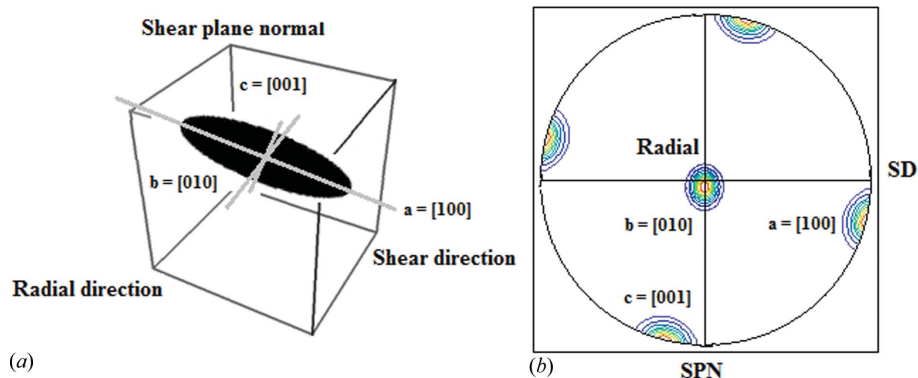 Shear plane normal
c = [001]
b = [010]
a = [100]
Shear direction
Radial direction
(a)
Radial
SD
b = [010]
a = [100]
c = [001]
(b)
SPN